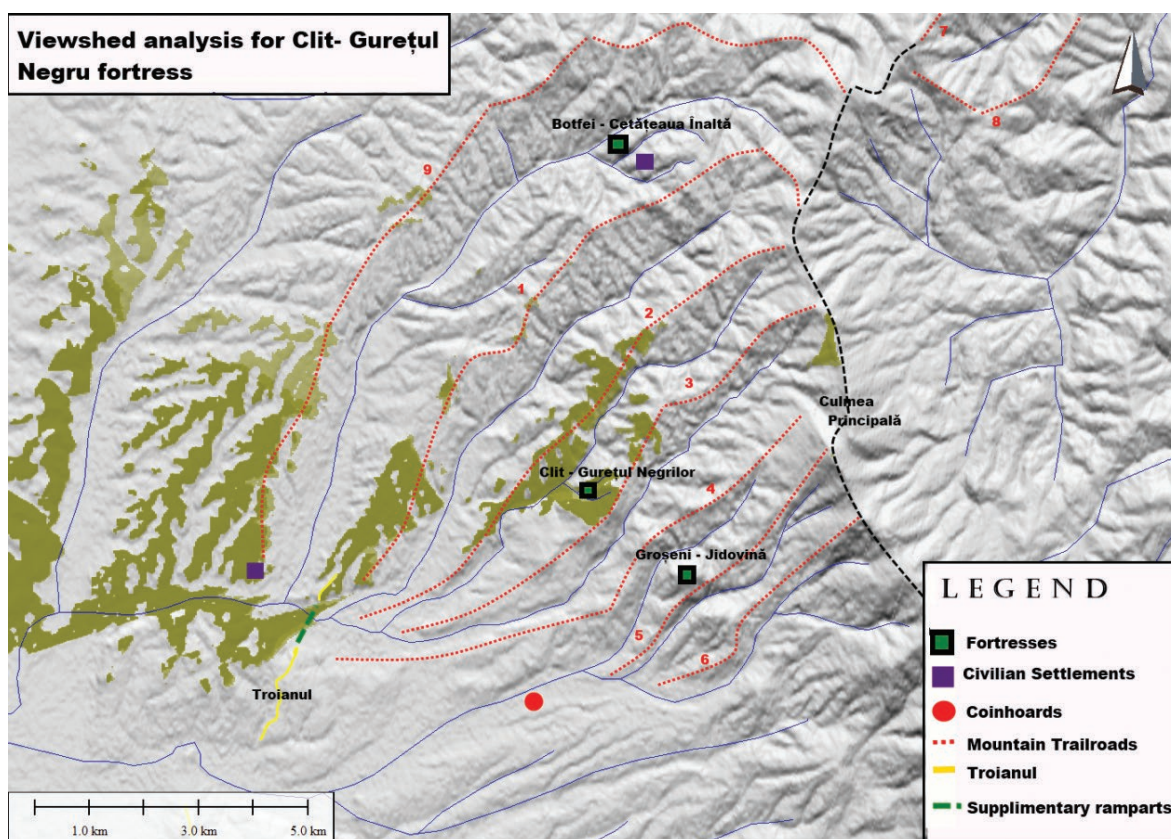 Viewshed analysis for Clit- Gurețul
Negru fortress
7
8
Botfei - Cetățeaua Înaltă
9
1
2
3
Culmea
Principală
Clit - Gurețul Negrilor
4
Groșeni - Jidovină
5
6
Troianul
LEGEND
Fortresses
Civilian Settlements
Coinhoards
Mountain Trailroads
Troianul
Supplimentary ramparts
1.0 km 3.0 km 5.0 km